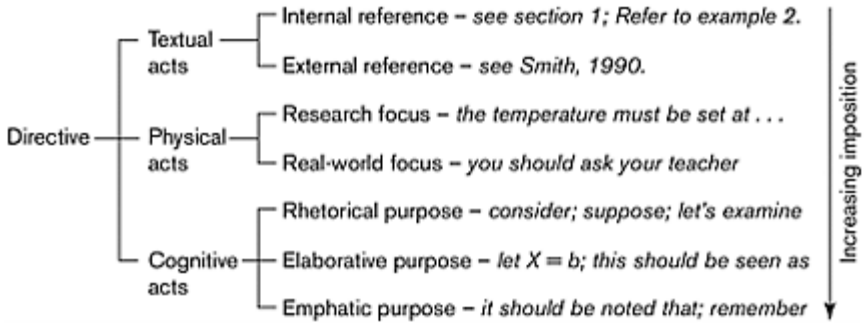 Directive
Textual
acts
Internal reference – see section 1; Refer to example 2.
External reference – see Smith, 1990.
Physical
acts
Research focus – the temperature must be set at . . .
Real-world focus – you should ask your teacher
Cognitive
acts
Rhetorical purpose – consider; suppose; let's examine
Elaborative purpose – let X = b; this should be seen as
Emphatic purpose – it should be noted that; remember
Increasing imposition